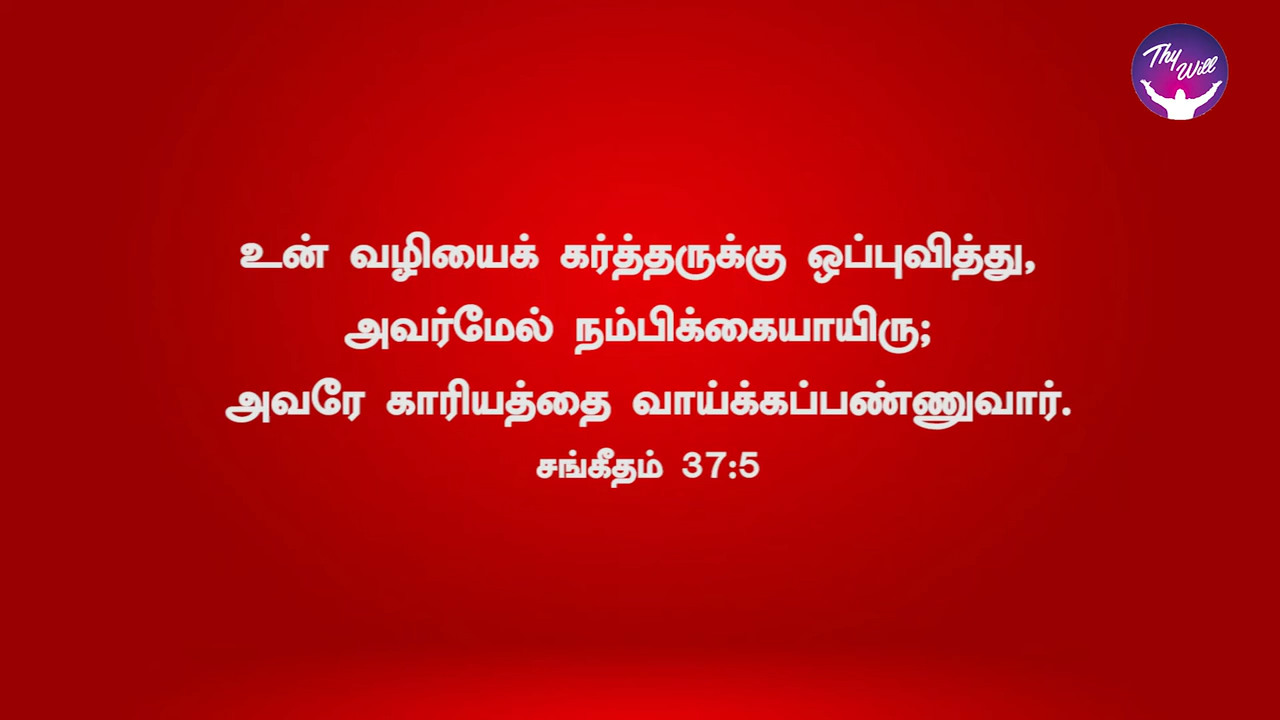 Thy Will
உன் வழியைக் கர்த்தருக்கு ஒப்புவித்து,
அவர்மேல் நம்பிக்கையாயிரு;
அவரே காரியத்தை வாய்க்கப்பண்ணுவார்.
சங்கீதம் 37:5